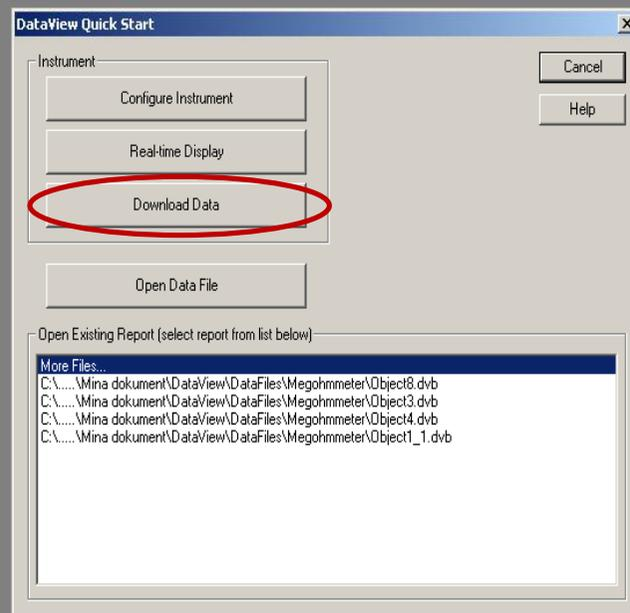 DataView Quick Start
Instrument
Configure Instrument
Real-time Display
Download Data
Cancel
Help
Open Data File
Open Existing Report (select report from list below)
More Files...
C:\.....\Mina dokument\DataView\DataFiles\Megohmmeter\Object8.dvb
C:\.....\Mina dokument\DataView\DataFiles\Megohmmeter\Object3.dvb
C:\.....\Mina dokument\DataView\DataFiles\Megohmmeter\Object4.dvb
C:\.....\Mina dokument\DataView\DataFiles\Megohmmeter\Object1_1.dvb